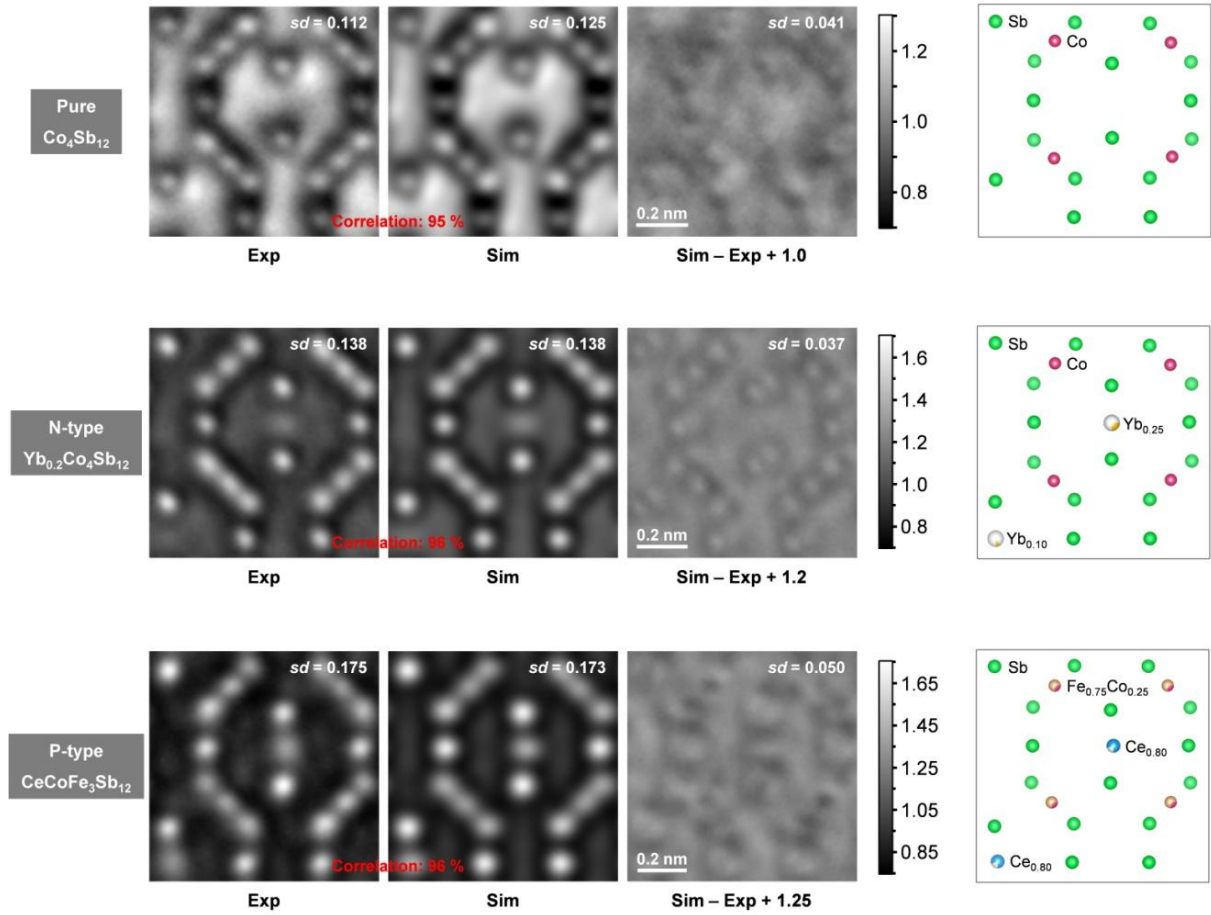 sd = 0.112
sd = 0.125
sd = 0.041
1.2
1.0
0.8
Sb
Co
Pure
Co₄Sb₁₂
Correlation: 95 %
0.2 nm
Exp
Sim
Sim – Exp + 1.0
sd = 0.138
sd = 0.138
sd = 0.037
1.6
1.4
1.2
1.0
0.8
Sb
Co
Yb₀.₂₅
Yb₀.₁₀
N-type
Yb₀.₂Co₄Sb₁₂
Correlation: 96 %
0.2 nm
Exp
Sim
Sim – Exp + 1.2
sd = 0.175
sd = 0.173
sd = 0.050
1.65
1.45
1.25
1.05
0.85
Sb
Fe₀.₇₅Co₀.₂₅
Ce₀.₈₀
Ce₀.₈₀
P-type
CeCoFe₃Sb₁₂
Correlation: 96 %
0.2 nm
Exp
Sim
Sim – Exp + 1.25